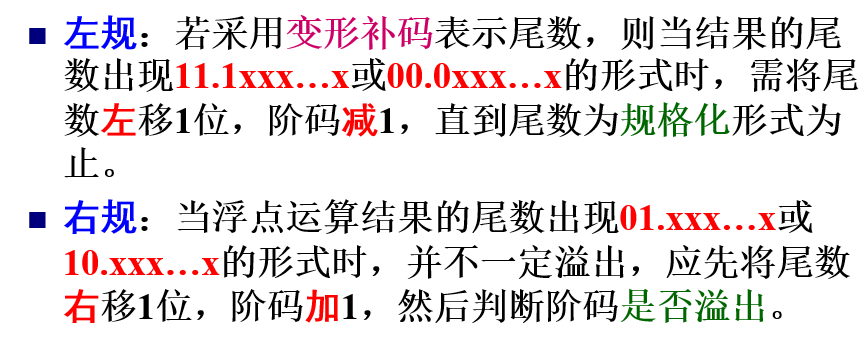 ■ 左规：若采用变形补码表示尾数，则当结果的尾
数出现11.1xxx…x或00.0xxx…x的形式时，需将尾
数左移1位，阶码减1，直到尾数为规格化形式为
止。
■ 右规：当浮点运算结果的尾数出现01.xxx…x或
10.xxx…x的形式时，并不一定溢出，应先将尾数
右移1位，阶码加1，然后判断阶码是否溢出。